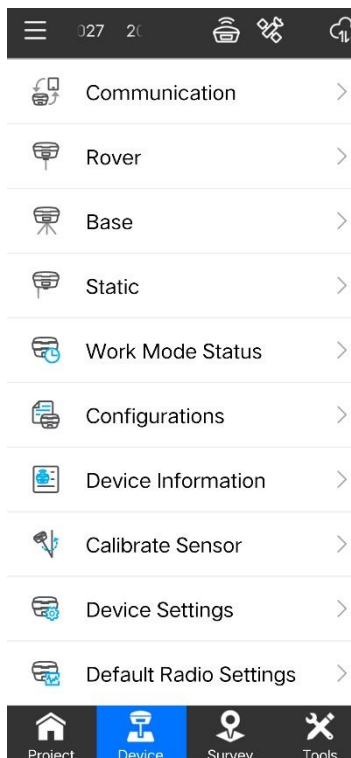 027 2
Communication
Rover
Base
Static
Work Mode Status
Configurations
Device Information
Calibrate Sensor
Device Settings
Default Radio Settings
Project Device Survey Tools